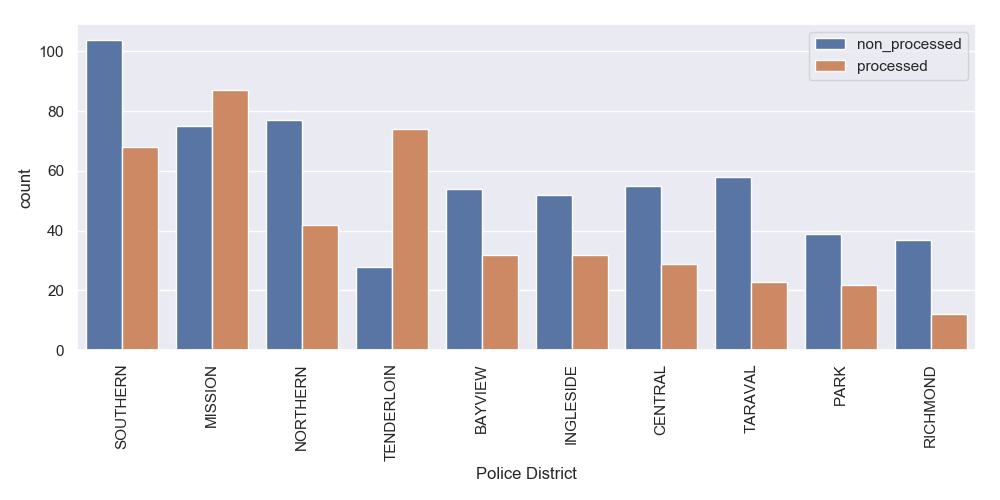 non_processed
processed
100
80
60
40
20
0
count
SOUTHERN
MISSION
NORTHERN
TENDERLOIN
BAYVIEW
INGLESIDE
CENTRAL
TARAVAL
PARK
RICHMOND
Police District